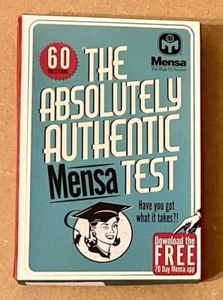 60
QUESTIONS
Mensa
The High IQ Society
THE
ABSOLUTELY
AUTHENTIC
Mensa TEST
Have you got
what it takes?!
Download the
FREE
70 Day Mensa app